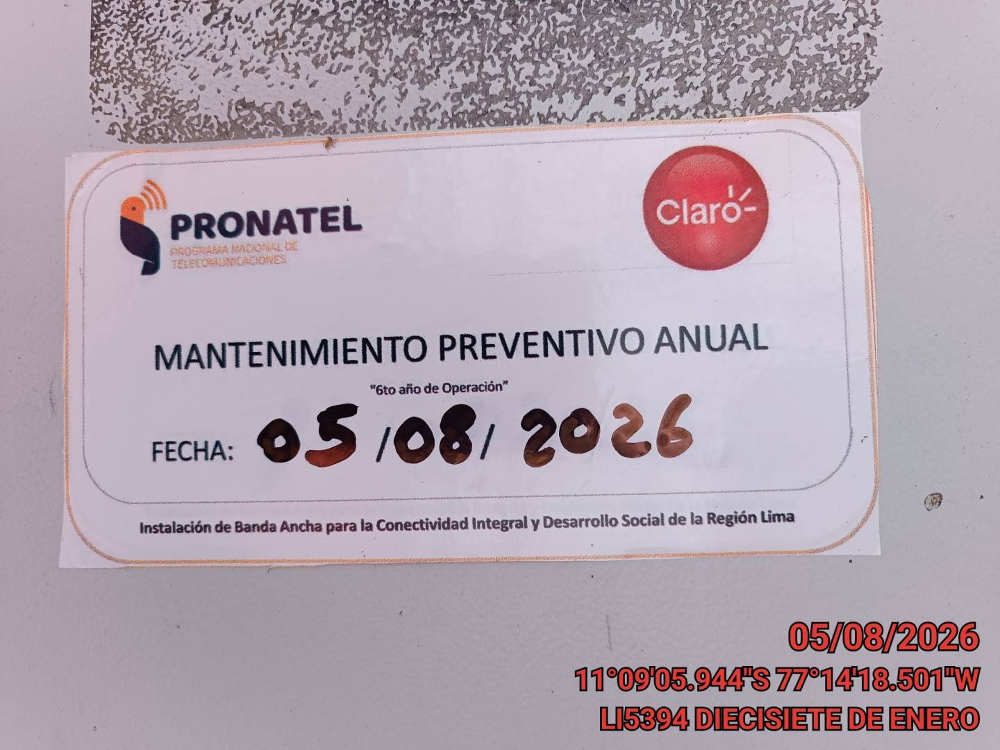 PRONATEL
PROGRAMA NACIONAL DE
TELECOMUNICACIONES
Claro
MANTENIMIENTO PREVENTIVO ANUAL
"6to año de Operación"
FECHA: 05/08/2026
Instalación de Banda Ancha para la Conectividad Integral y Desarrollo Social de la Región Lima
05/08/2026
11°09'05.944"S 77°14'18.501"W
LI5394 DIECISIETE DE ENERO